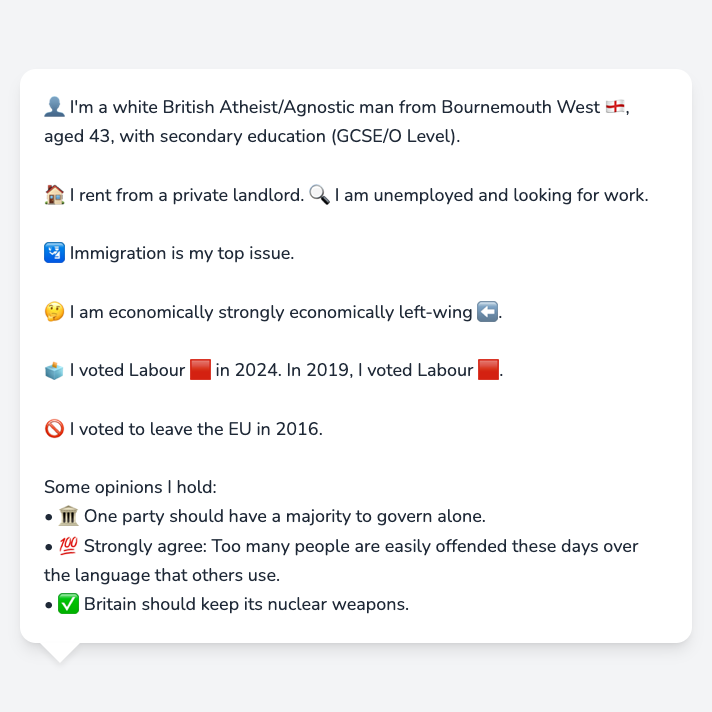 👤 I'm a white British Atheist/Agnostic man from Bournemouth West 🏴󠁧󠁢󠁥󠁮󠁧󠁿,
aged 43, with secondary education (GCSE/O Level).
🏠 I rent from a private landlord. 🔍 I am unemployed and looking for work.
🛂 Immigration is my top issue.
🤔 I am economically strongly economically left-wing ⬅️.
🗳️ I voted Labour 🟥 in 2024. In 2019, I voted Labour 🟥.
🚫 I voted to leave the EU in 2016.
Some opinions I hold:
• 🏛️ One party should have a majority to govern alone.
• 💯 Strongly agree: Too many people are easily offended these days over
the language that others use.
• ✅ Britain should keep its nuclear weapons.